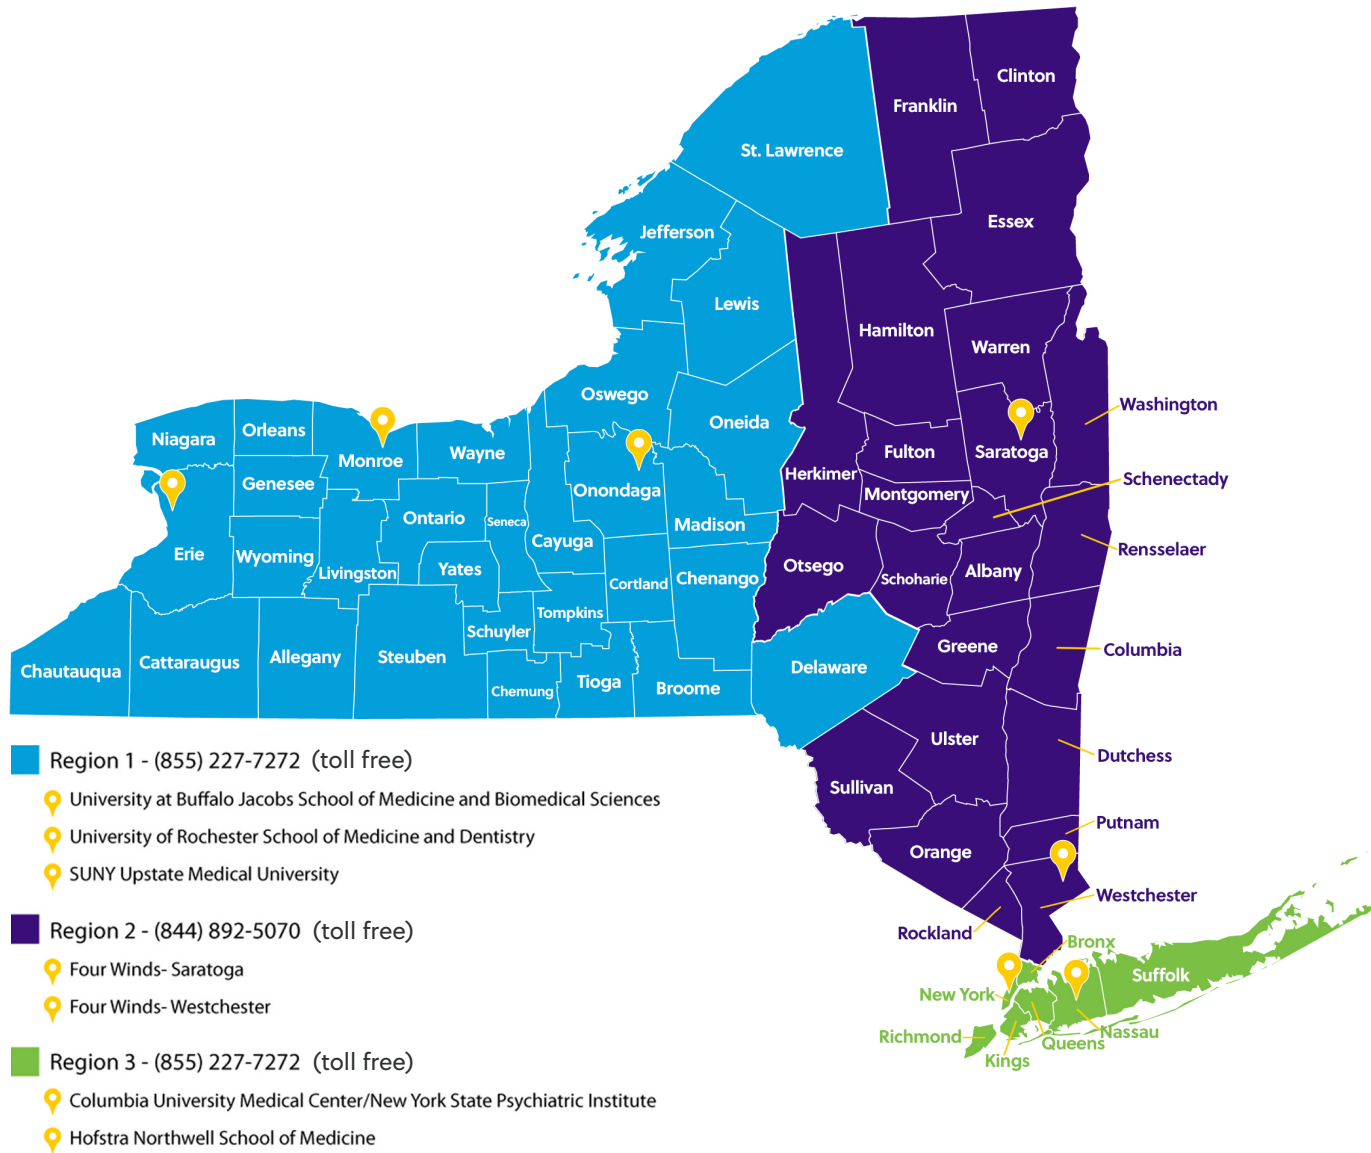 Clinton
Franklin
St. Lawrence
Essex
Jefferson
Lewis
Hamilton
Warren
Oswego
Washington
Oneida
Niagara
Orleans
Monroe
Wayne
Fulton
Saratoga
Herkimer
Schenectady
Genesee
Onondaga
Montgomery
Ontario
Seneca
Madison
Cayuga
Rensselaer
Erie
Wyoming
Livingston
Yates
Otsego
Schoharie
Albany
Cortland
Chenango
Tompkins
Schuyler
Greene
Columbia
Chautauqua
Cattaraugus
Allegany
Steuben
Delaware
Chemung
Tioga
Broome
Ulster
Dutchess
Sullivan
Putnam
Orange
Westchester
Rockland
Bronx
Suffolk
New York
Nassau
Richmond
Queens
Kings
Region 1 - (855) 227-7272 (toll free)
University at Buffalo Jacobs School of Medicine and Biomedical Sciences
University of Rochester School of Medicine and Dentistry
SUNY Upstate Medical University
Region 2 - (844) 892-5070 (toll free)
Four Winds- Saratoga
Four Winds- Westchester
Region 3 - (855) 227-7272 (toll free)
Columbia University Medical Center/New York State Psychiatric Institute
Hofstra Northwell School of Medicine